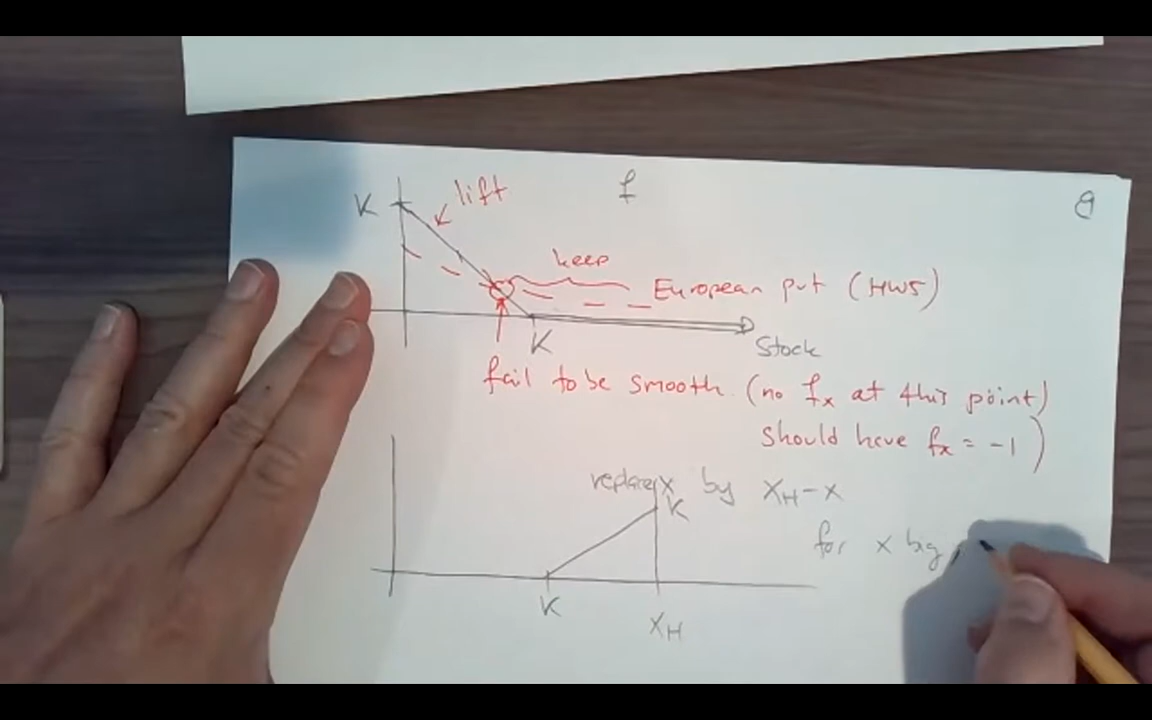 f
8
K
lift
keep
European put (HW5)
K
Stock
fail to be smooth. (no fx at this point)
should have fx = -1)
replace x by XH-x
K
for x big,
K
XH